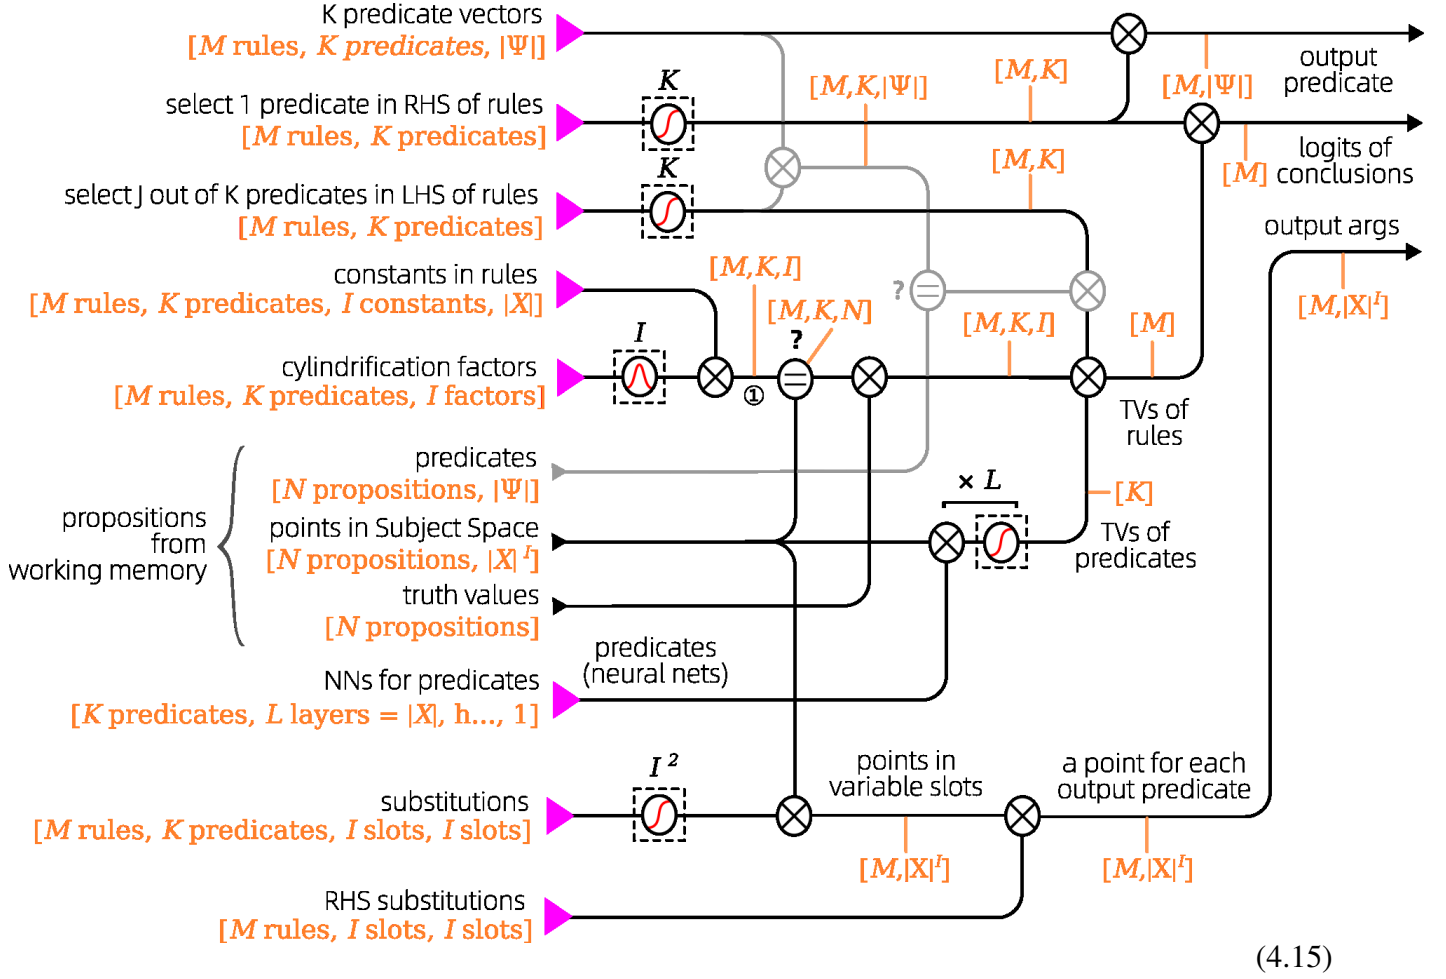 K predicate vectors
[M rules, K predicates, |Ψ|]
output
predicate
[M,|Ψ|]
select 1 predicate in RHS of rules
[M rules, K predicates]
K
[M,K,|Ψ|]
[M,K]
logits of
conclusions
[M]
select J out of K predicates in LHS of rules
[M rules, K predicates]
K
[M,K]
output args
[M,|X|ᴵ]
constants in rules
[M rules, K predicates, I constants, |X|]
[M,K,I]
?
=
cylindrification factors
[M rules, K predicates, I factors]
I
①
[M,K,N]
?
=
[M,K,I]
[M]
TVs of
rules
propositions
from
working memory
predicates
[N propositions, |Ψ|]
points in Subject Space
[N propositions, |X|ᴵ]
truth values
[N propositions]
× L
[K]
TVs of
predicates
NNs for predicates
[K predicates, L layers = |X|, h..., 1]
predicates
(neural nets)
substitutions
[M rules, K predicates, I slots, I slots]
I ²
points in
variable slots
[M,|X|ᴵ]
a point for each
output predicate
[M,|X|ᴵ]
RHS substitutions
[M rules, I slots, I slots]
(4.15)